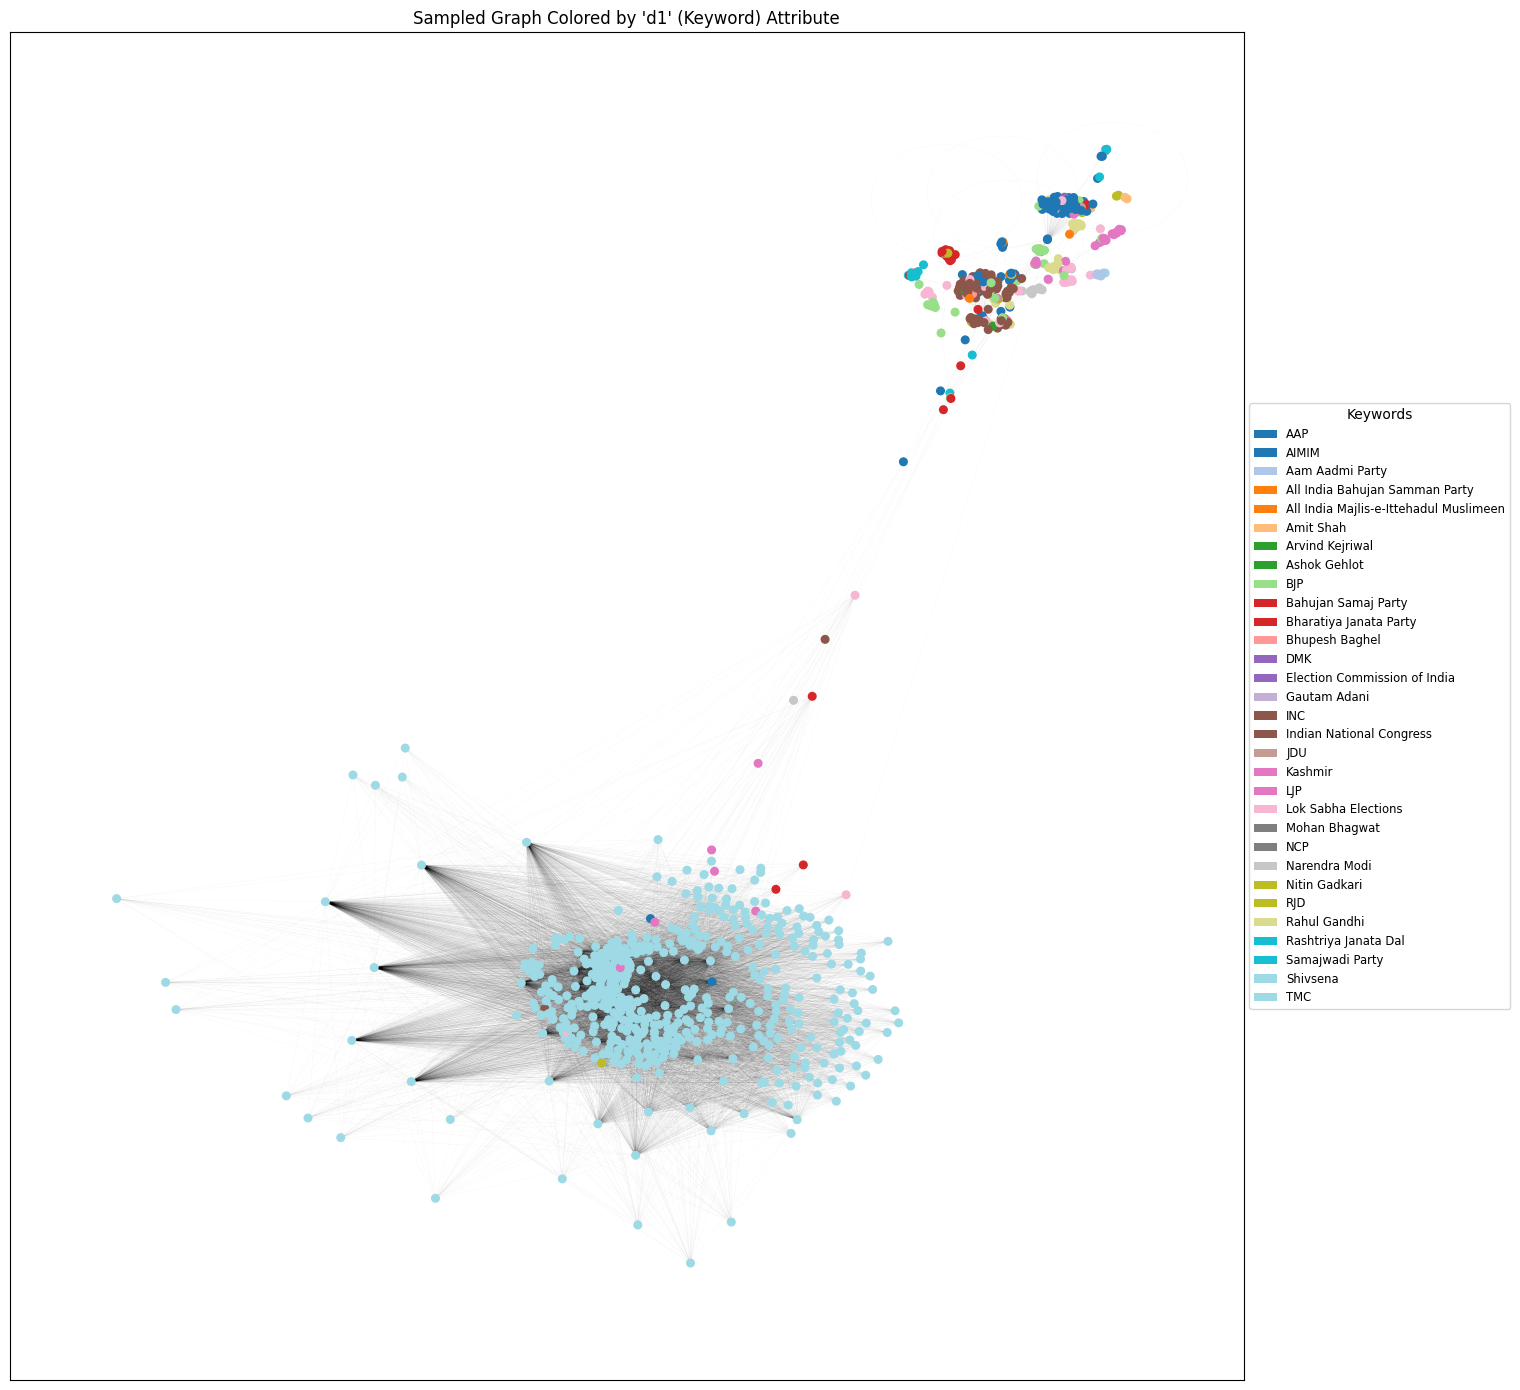 Sampled Graph Colored by 'd1' (Keyword) Attribute
Keywords
AAP
AIMIM
Aam Aadmi Party
All India Bahujan Samman Party
All India Majlis-e-Ittehadul Muslimeen
Amit Shah
Arvind Kejriwal
Ashok Gehlot
BJP
Bahujan Samaj Party
Bharatiya Janata Party
Bhupesh Baghel
DMK
Election Commission of India
Gautam Adani
INC
Indian National Congress
JDU
Kashmir
LJP
Lok Sabha Elections
Mohan Bhagwat
NCP
Narendra Modi
Nitin Gadkari
RJD
Rahul Gandhi
Rashtriya Janata Dal
Samajwadi Party
Shivsena
TMC